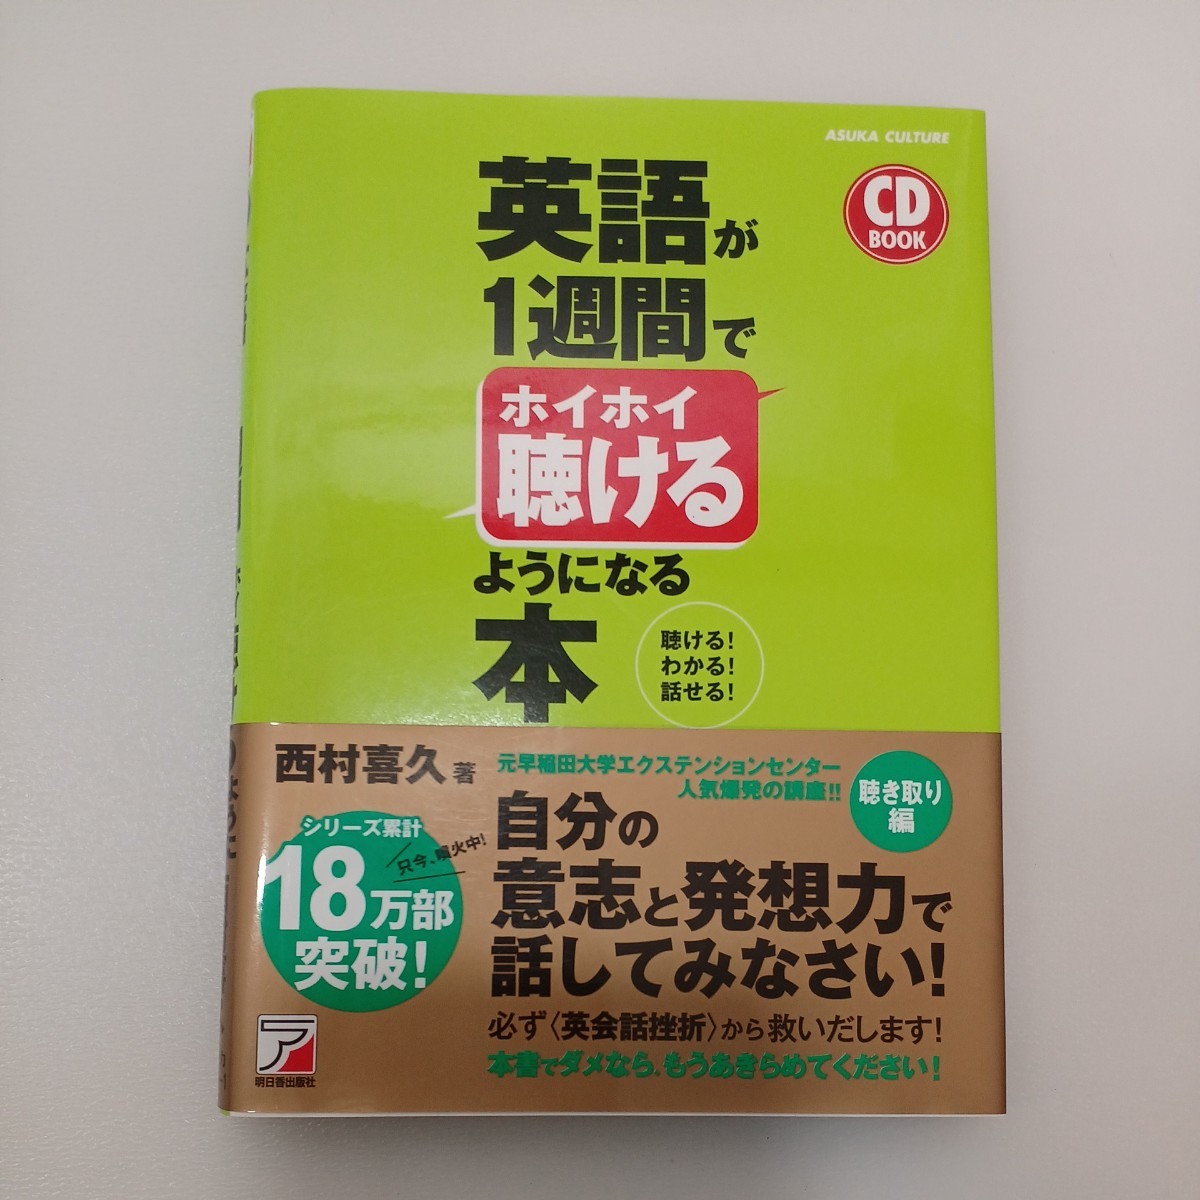 ASUKA CULTURE
CD
BOOK
英語が
1週間で
ホイホイ
聴ける
ようになる
本
聴ける!
わかる!
話せる!
西村喜久 著
元早稲田大学エクステンションセンター
人気爆発の講座!!
聴き取り
編
シリーズ累計
18万部
突破!
只今、噴火中!
自分の
意志と発想力で
話してみなさい!
必ず〈英会話挫折〉から救いだします!
本書でダメなら、もうあきらめてください!
明日香出版社